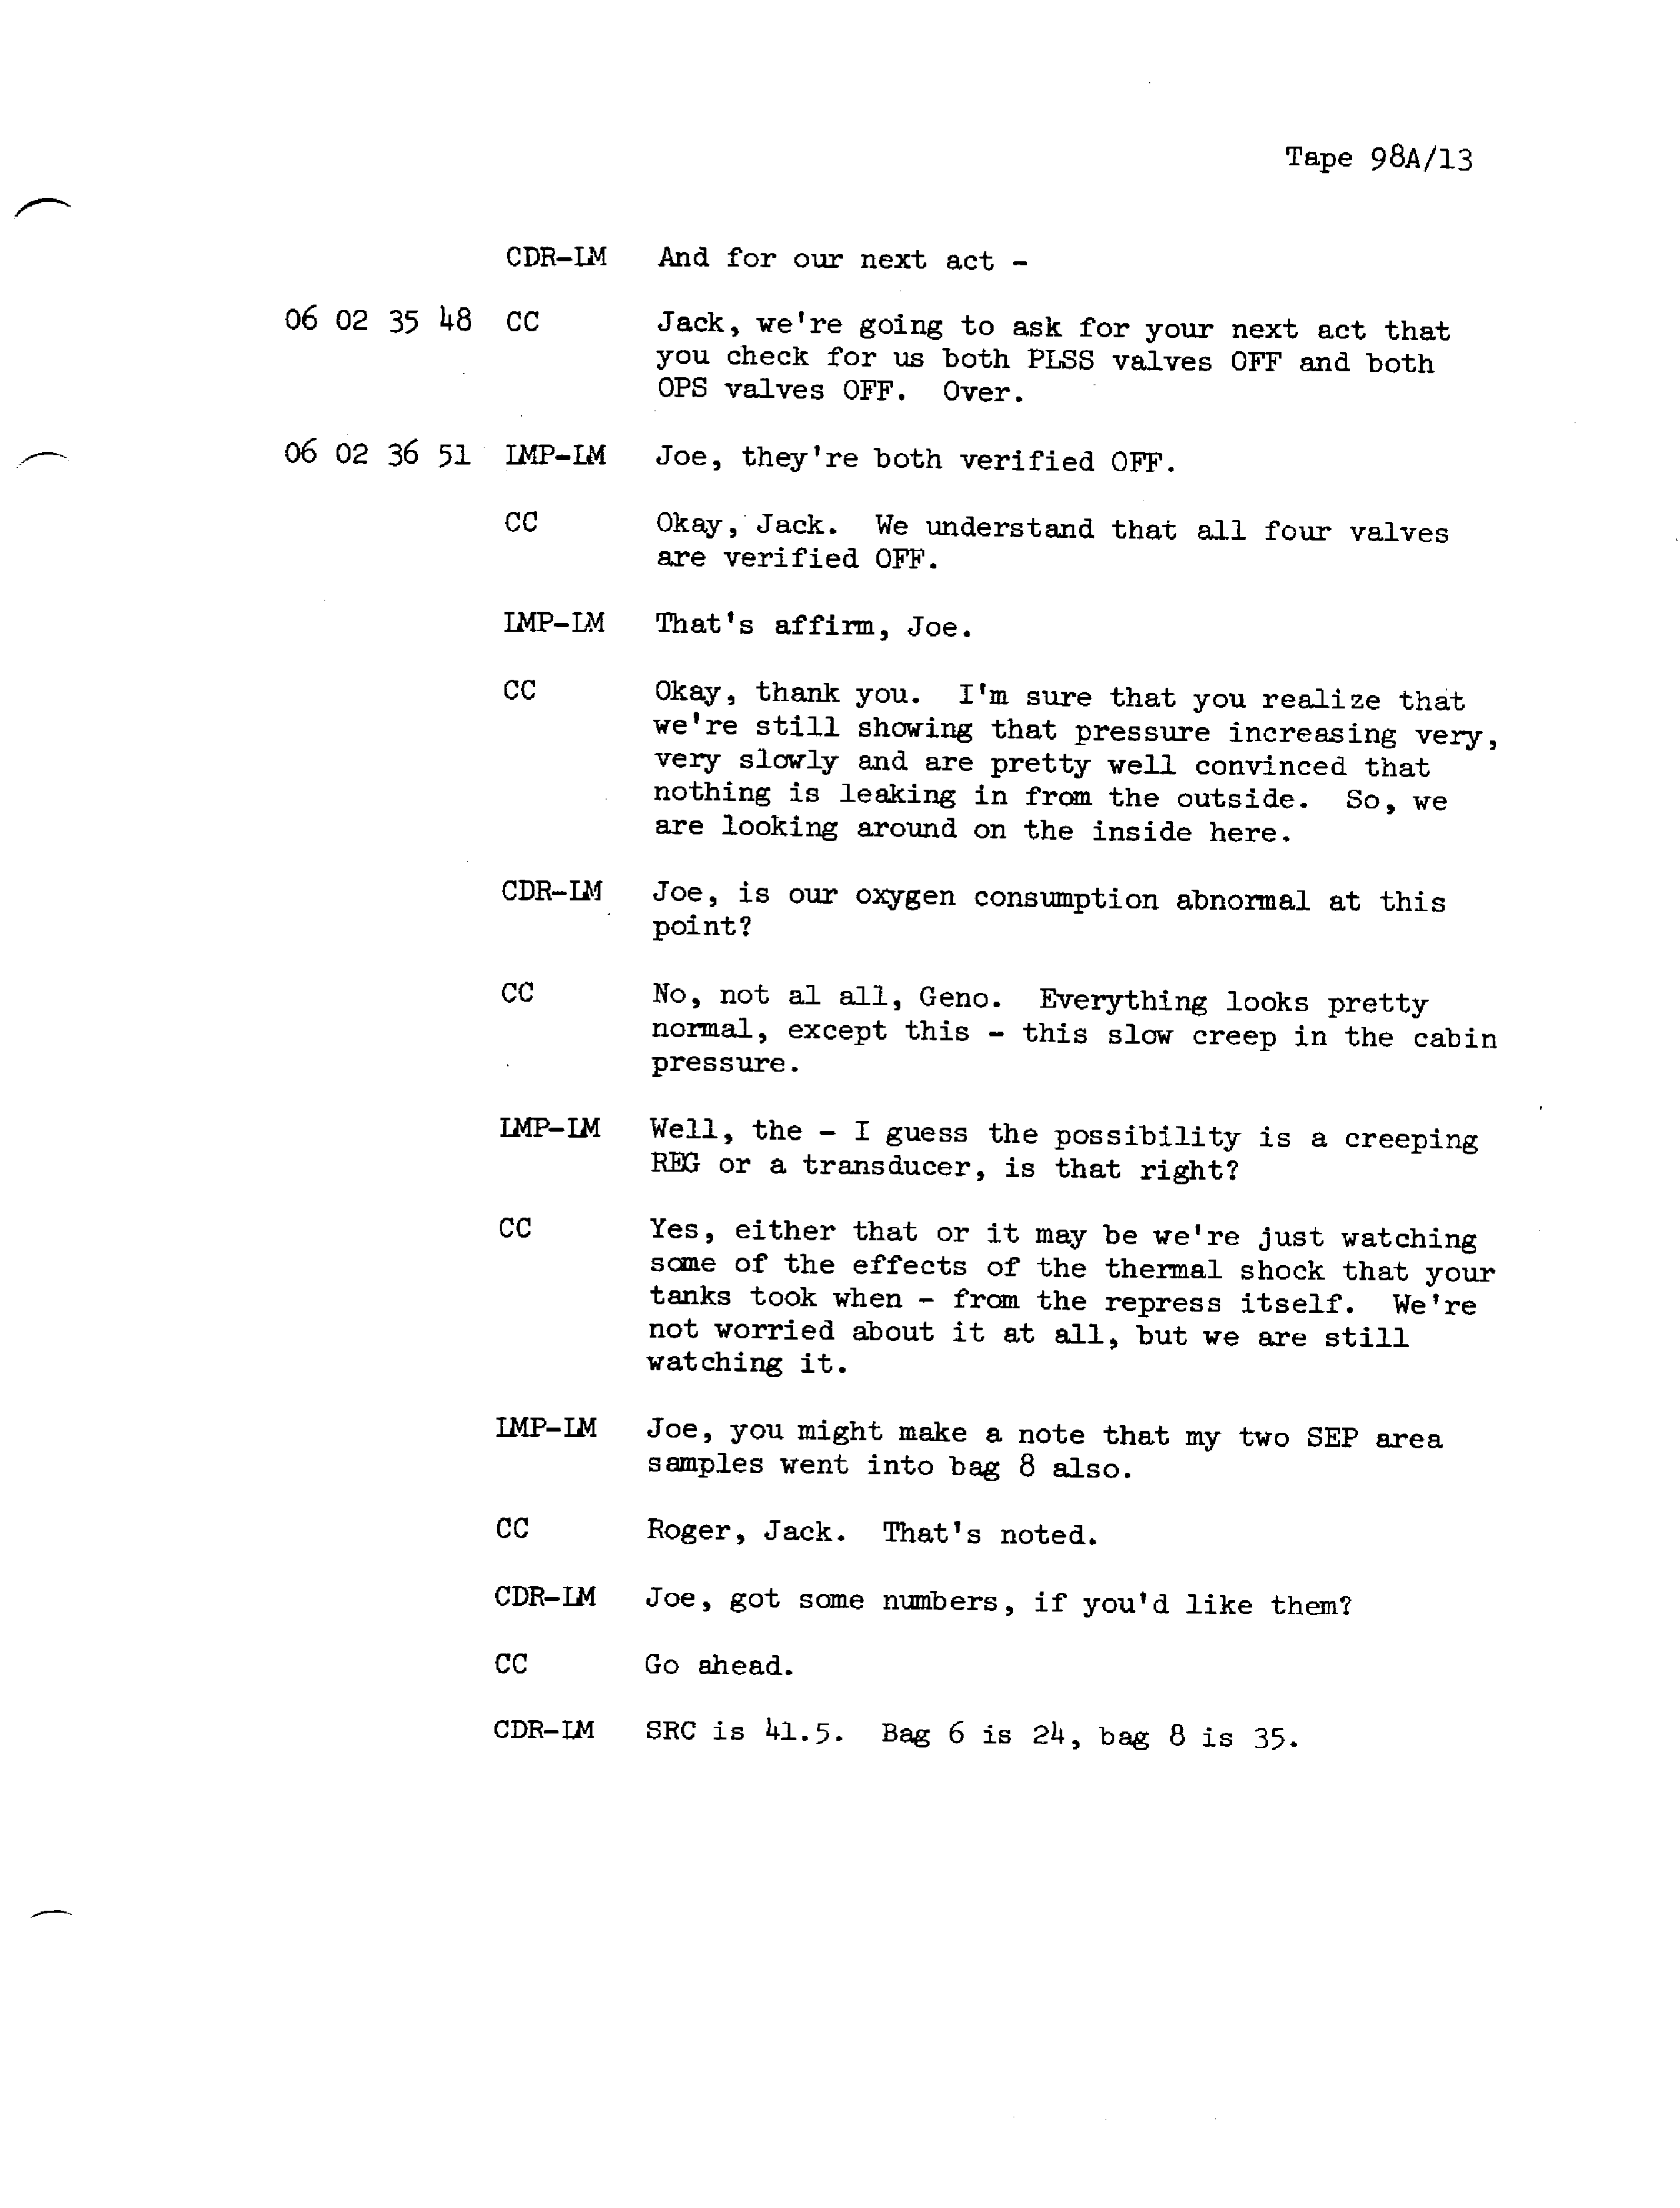 Tape 98A/13
CDR-LM And for our next act -
06 02 35 48 CC Jack, we're going to ask for your next act that
you check for us both PLSS valves OFF and both
OPS valves OFF. Over.
06 02 36 51 LMP-LM Joe, they're both verified OFF.
CC Okay, Jack. We understand that all four valves
are verified OFF.
LMP-LM That's affirm, Joe.
CC Okay, thank you. I'm sure that you realize that
we're still showing that pressure increasing very,
very slowly and are pretty well convinced that
nothing is leaking in from the outside. So, we
are looking around on the inside here.
CDR-LM Joe, is our oxygen consumption abnormal at this
point?
CC No, not al all, Geno. Everything looks pretty
normal, except this - this slow creep in the cabin
pressure.
LMP-LM Well, the - I guess the possibility is a creeping
REG or a transducer, is that right?
CC Yes, either that or it may be we're just watching
some of the effects of the thermal shock that your
tanks took when - from the repress itself. We're
not worried about it at all, but we are still
watching it.
LMP-LM Joe, you might make a note that my two SEP area
samples went into bag 8 also.
CC Roger, Jack. That's noted.
CDR-LM Joe, got some numbers, if you'd like them?
CC Go ahead.
CDR-LM SRC is 41.5. Bag 6 is 24, bag 8 is 35.